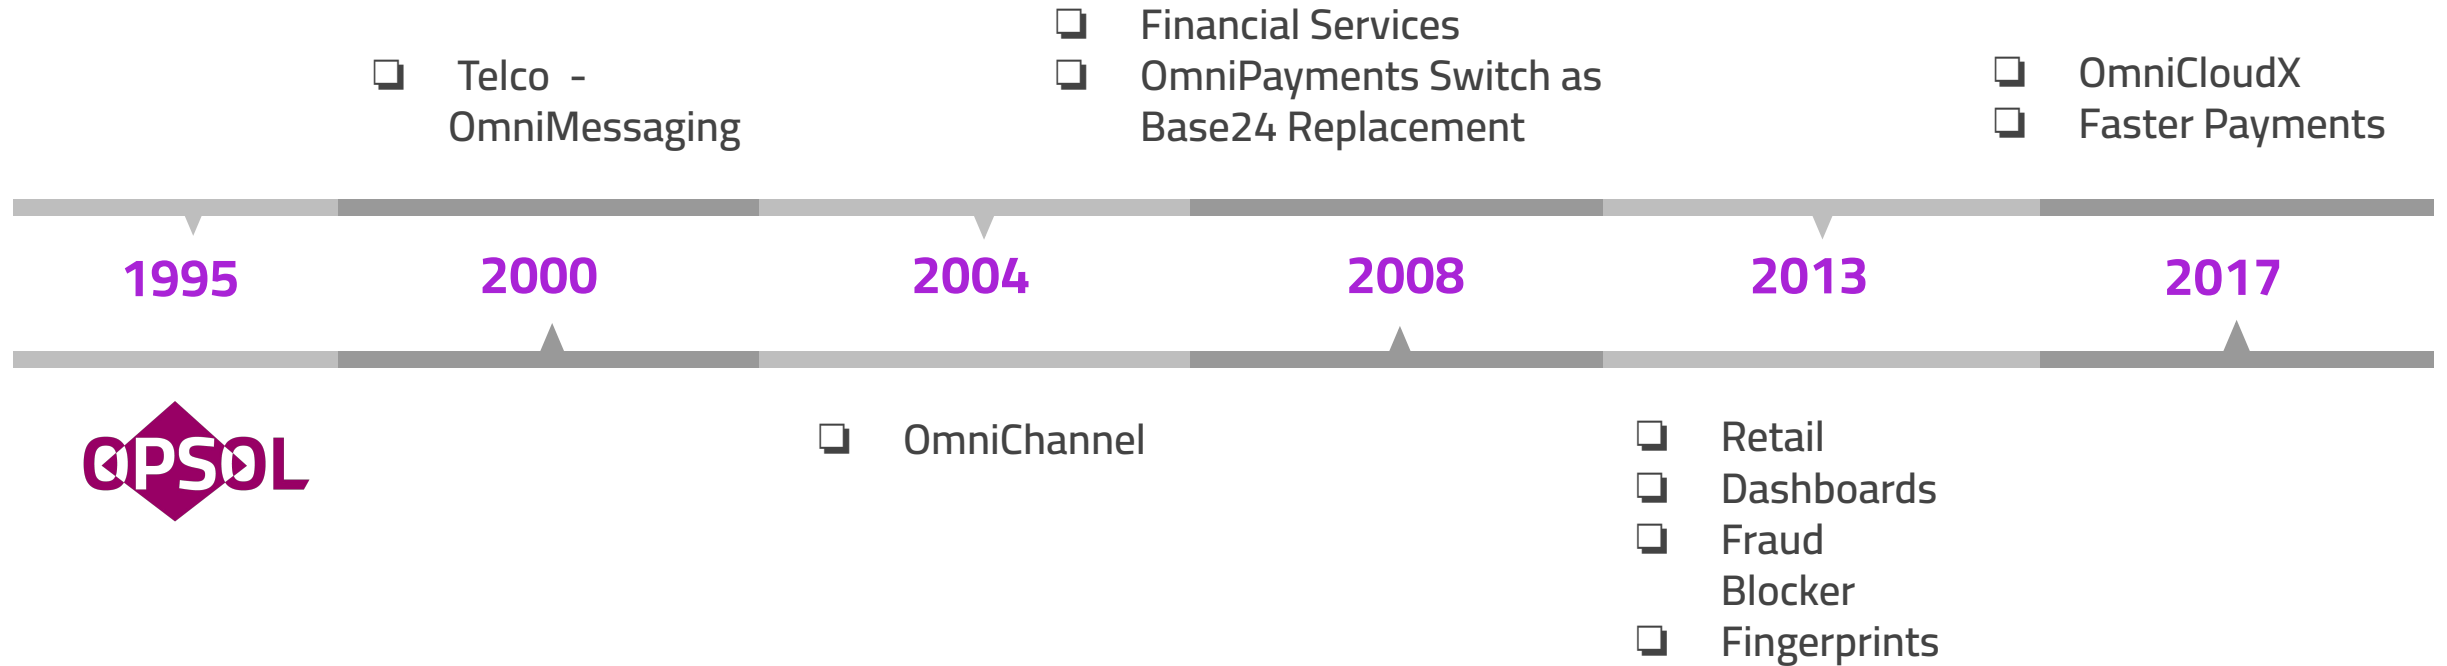 Financial Services
OmniPayments Switch as
Base24 Replacement
Telco -
OmniMessaging
OmniCloudX
Faster Payments
1995
2000
2004
2008
2013
2017
OPSOL
OmniChannel
Retail
Dashboards
Fraud
Blocker
Fingerprints